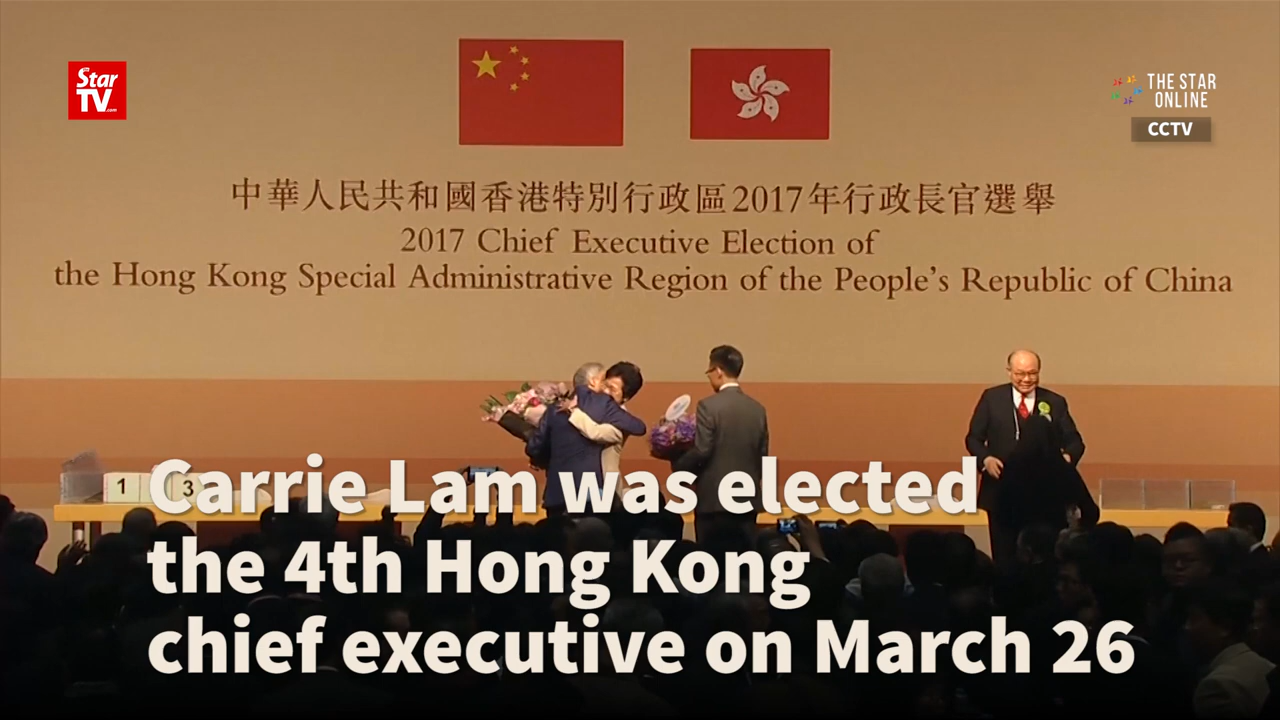 Star
TV.com
THE STAR
ONLINE
CCTV
中華人民共和國香港特別行政區2017年行政長官選舉
2017 Chief Executive Election of
the Hong Kong Special Administrative Region of the People's Republic of China
1
3
Carrie Lam was elected
the 4th Hong Kong
chief executive on March 26